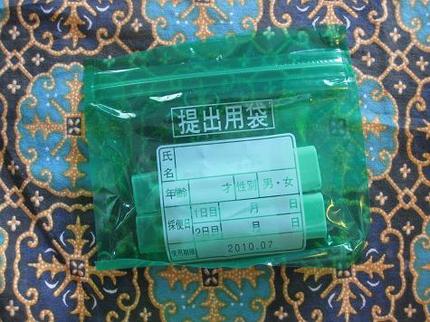 提出用袋
氏名
年齢 才 性別 男・女
採便日 1日目 月 日
2日目 月 日
使用期限 2010.07